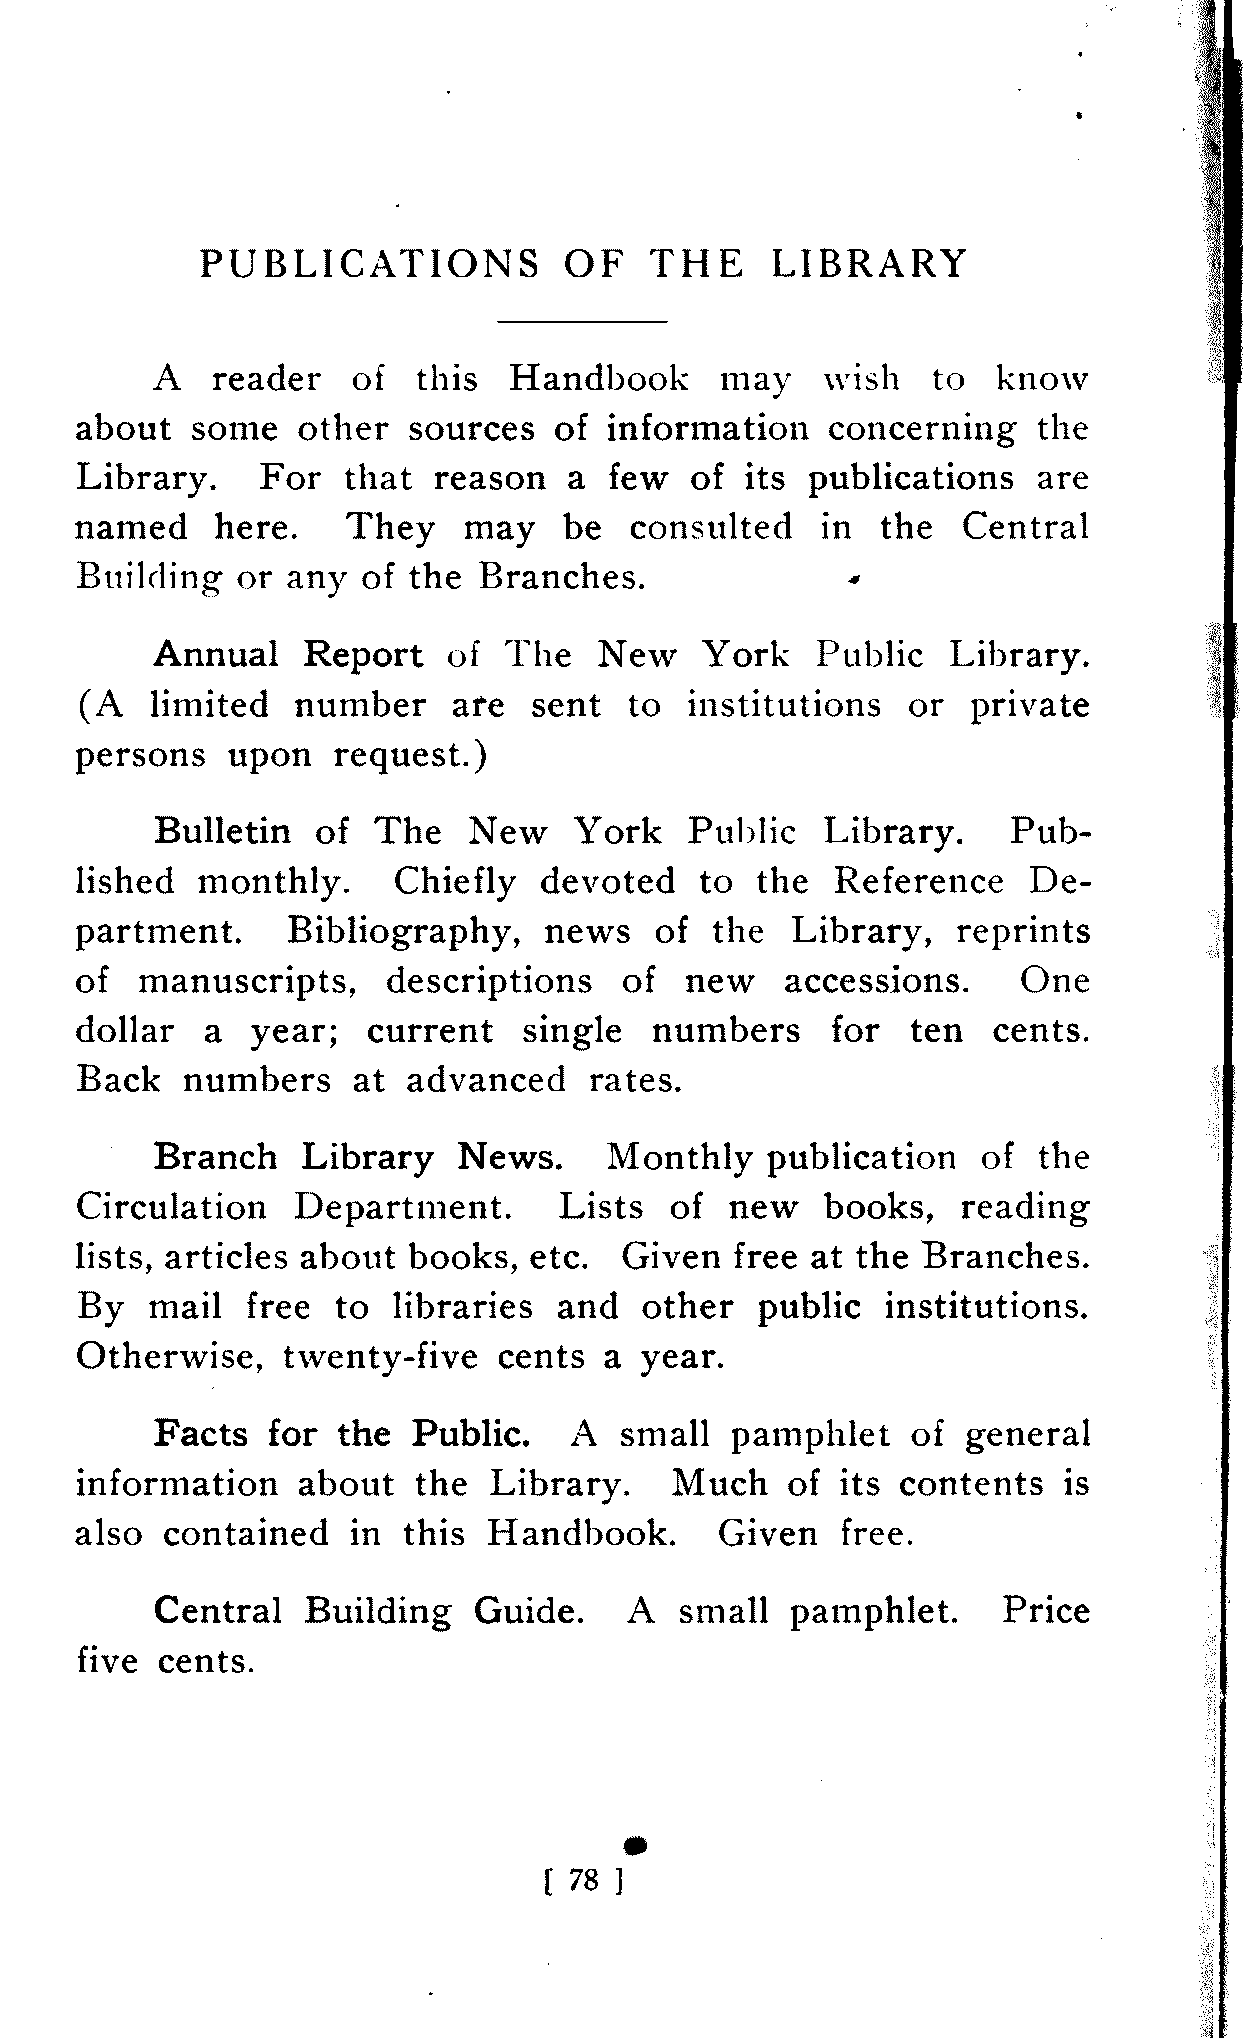 PUBLICATIONS OF THE LIBRARY
A reader of this Handbook may wish to know
about some other sources of information concerning the
Library. For that reason a few of its publications are
named here. They may be consulted in the Central
Building or any of the Branches.
Annual Report of The New York Public Library.
(A limited number are sent to institutions or private
persons upon request.)
Bulletin of The New York Public Library. Pub-
lished monthly. Chiefly devoted to the Reference De-
partment. Bibliography, news of the Library, reprints
of manuscripts, descriptions of new accessions. One
dollar a year; current single numbers for ten cents.
Back numbers at advanced rates.
Branch Library News. Monthly publication of the
Circulation Department. Lists of new books, reading
lists, articles about books, etc. Given free at the Branches.
By mail free to libraries and other public institutions.
Otherwise, twenty-five cents a year.
Facts for the Public. A small pamphlet of general
information about the Library. Much of its contents is
also contained in this Handbook. Given free.
Central Building Guide. A small pamphlet. Price
five cents.
[ 78 ]